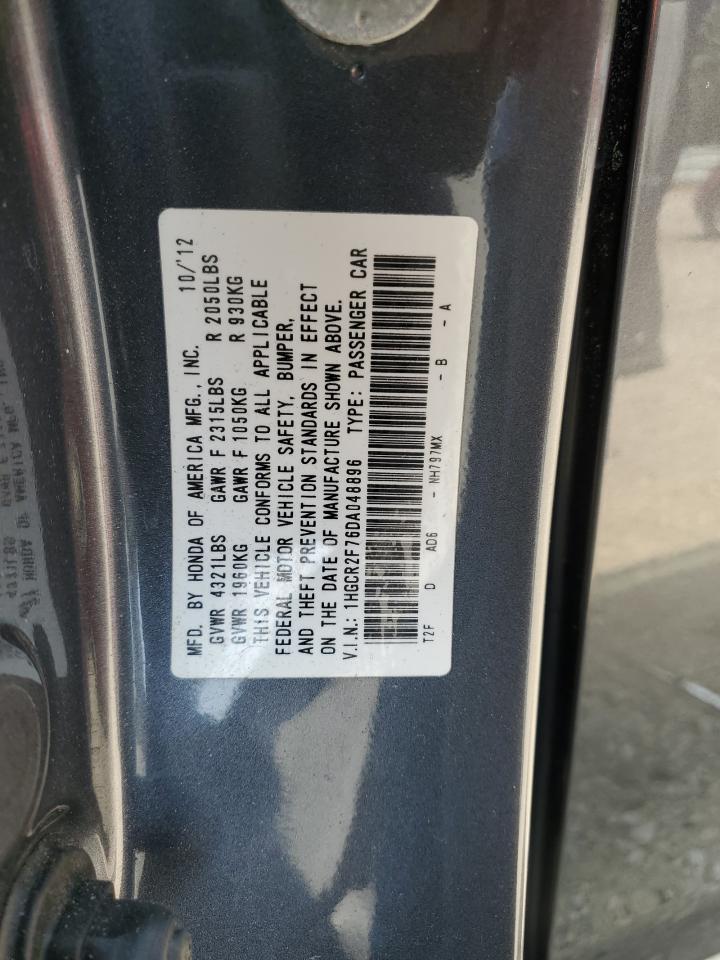 MFD. BY HONDA OF AMERICA MFG., INC. 10/'12
GVWR 4321LBS GAWR F 2315LBS R 2050LBS
GVWR 1960KG GAWR F 1050KG R 930KG
THIS VEHICLE CONFORMS TO ALL APPLICABLE
FEDERAL MOTOR VEHICLE SAFETY, BUMPER,
AND THEFT PREVENTION STANDARDS IN EFFECT
ON THE DATE OF MANUFACTURE SHOWN ABOVE.
V.I.N.: 1HGCR2F76DA048896 TYPE: PASSENGER CAR
T2F D AD6 - NH797MX - B - A